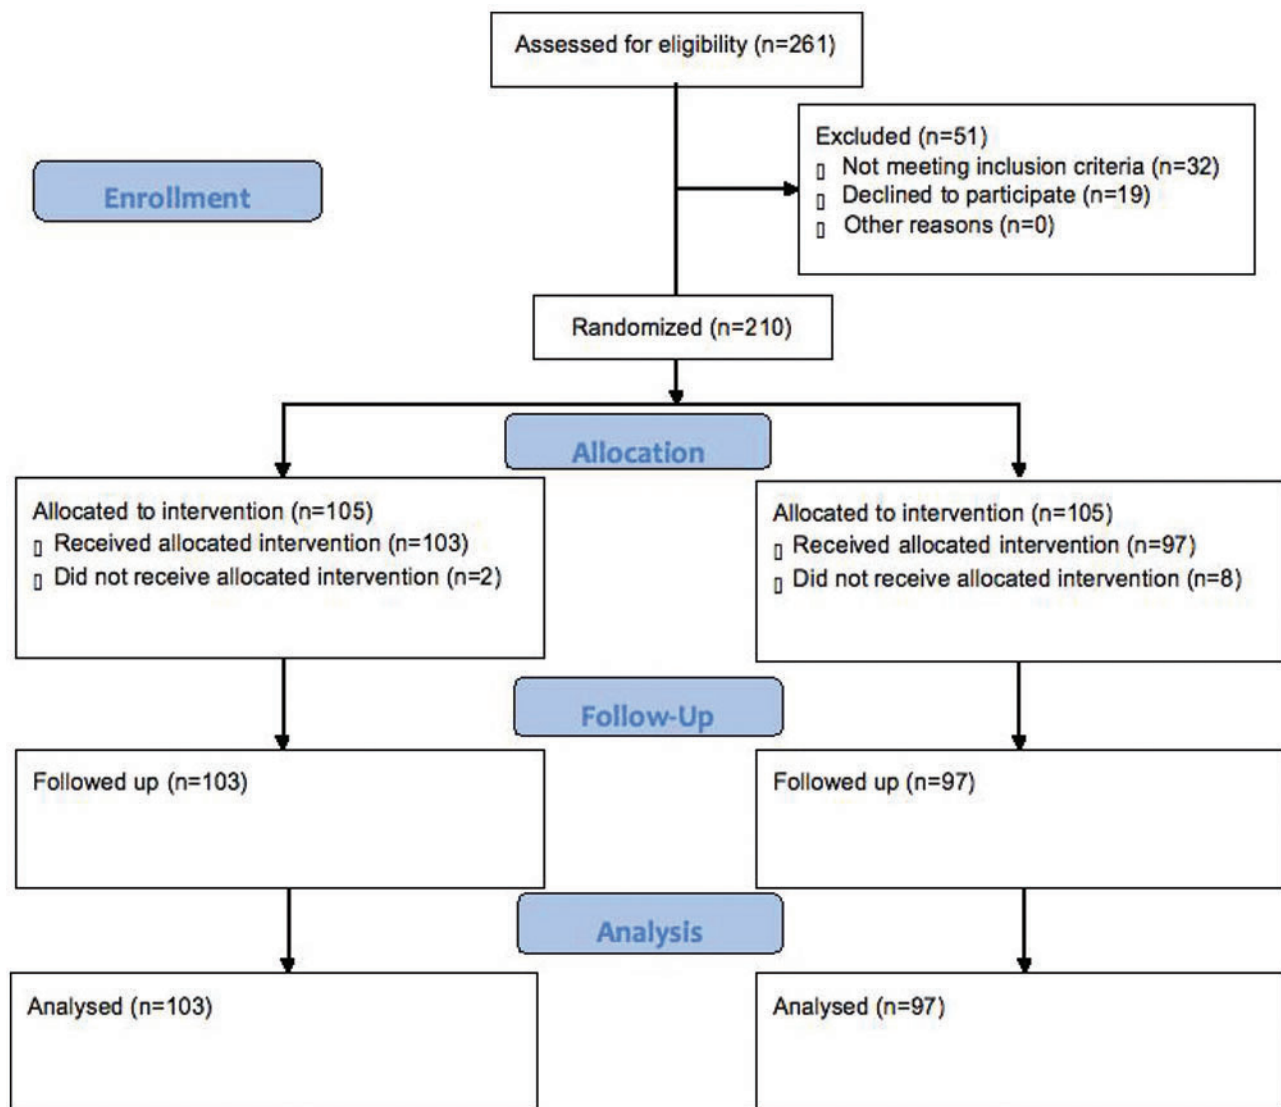 Assessed for eligibility (n=261)
Excluded (n=51)
▯ Not meeting inclusion criteria (n=32)
▯ Declined to participate (n=19)
▯ Other reasons (n=0)
Enrollment
Randomized (n=210)
Allocation
Allocated to intervention (n=105)
▯ Received allocated intervention (n=103)
▯ Did not receive allocated intervention (n=2)
Allocated to intervention (n=105)
▯ Received allocated intervention (n=97)
▯ Did not receive allocated intervention (n=8)
Follow-Up
Followed up (n=103)
Followed up (n=97)
Analysis
Analysed (n=103)
Analysed (n=97)